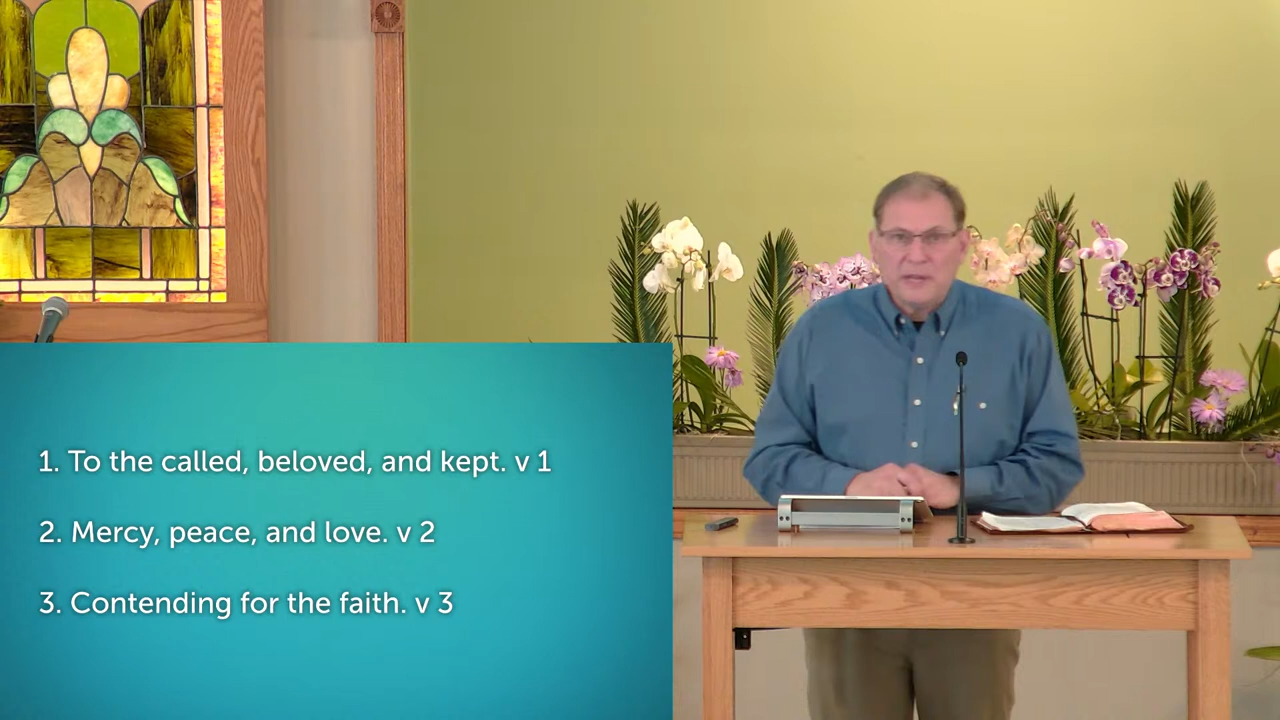 1. To the called, beloved, and kept. v 1
2. Mercy, peace, and love. v 2
3. Contending for the faith. v 3